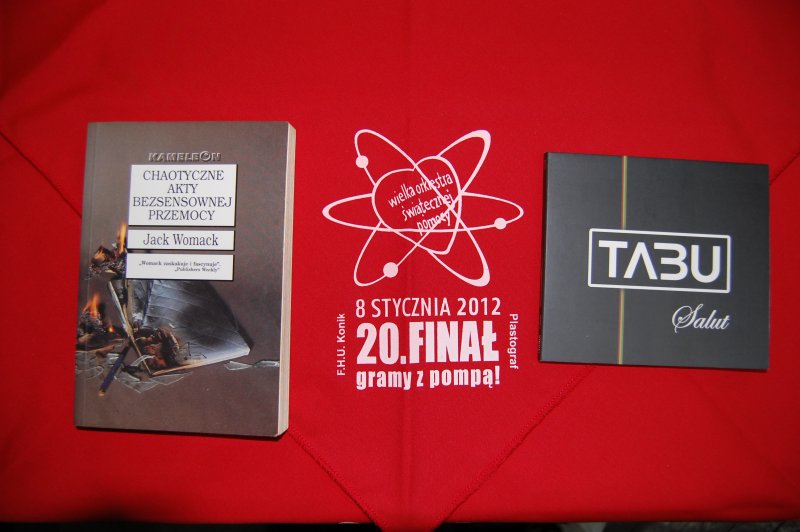 KAMELEON
CHAOTYCZNE
AKTY
BEZSENSOWNEJ
PRZEMOCY
Jack Womack
„Womack zaskakuje i fascynuje".
„Publishers Weekly"
wielka orkiestra
świątecznej
pomocy
8 STYCZNIA 2012
20.FINAŁ
gramy z pompą!
F.H.U. Konik
Plastograf
TABU
Salut